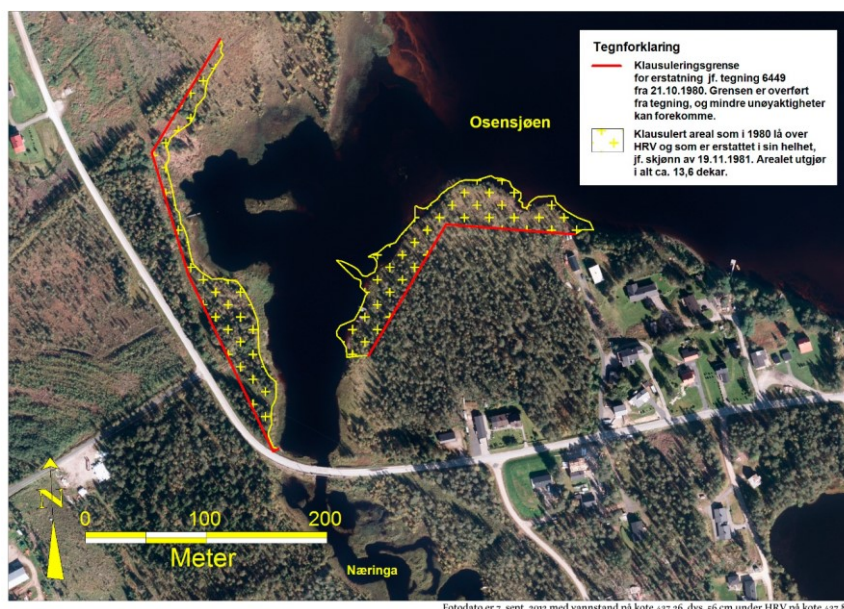 Tegnforklaring
Klausuleringsgrense
for erstatning jf. tegning 6449
fra 21.10.1980. Grensen er overført
fra tegning, og mindre unøyaktigheter
kan forekomme.
Osensjøen
Klausulert areal som i 1980 lå over
HRV og som er erstattet i sin helhet,
jf. skjønn av 19.11.1981. Arealet utgjør
i alt ca. 13,6 dekar.
N
0 100 200
Meter
Næringa
Fotodato er 7. sept. 2012 med vannstand på kote 437,26, dvs. 56 cm under HRV på kote 437,8